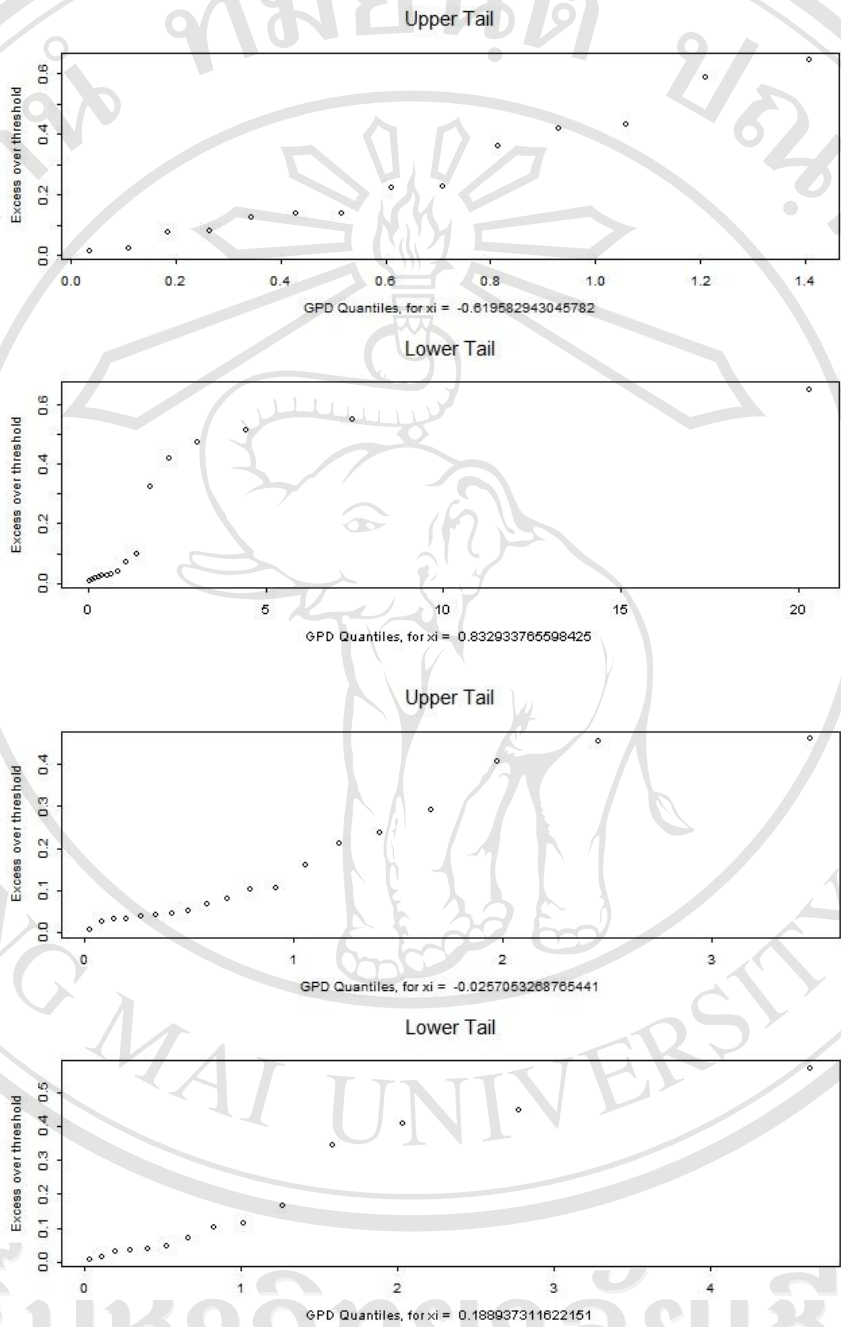 Upper Tail
Excess over threshold
0.0 0.2 0.4 0.6
0.0 0.2 0.4 0.6 0.8 1.0 1.2 1.4
GPD Quantiles, for xi = -0.619582943045782
Lower Tail
Excess over threshold
0.0 0.2 0.4 0.6
0 5 10 15 20
GPD Quantiles, for xi = 0.832933765598425
Upper Tail
Excess over threshold
0.0 0.1 0.2 0.3 0.4
0 1 2 3
GPD Quantiles, for xi = -0.0257053268765441
Lower Tail
Excess over threshold
0.0 0.1 0.2 0.3 0.4 0.5
0 1 2 3 4
GPD Quantiles, for xi = 0.188937311622151
MAI UNIVERSITY